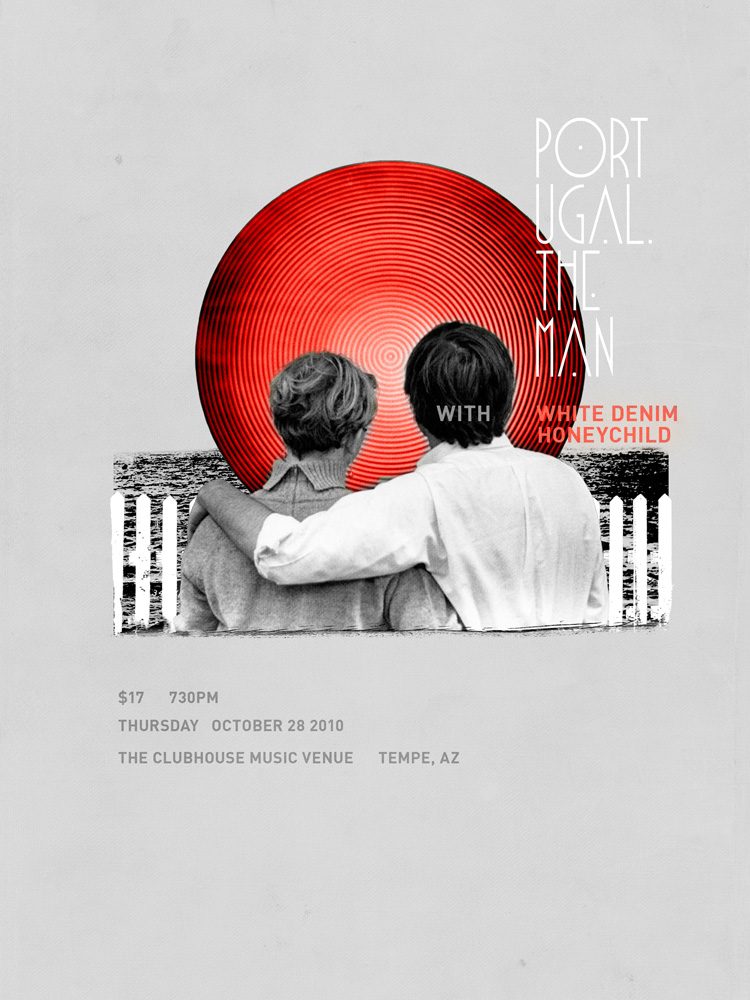 PORT
UGAL.
THE
MAN
WITH WHITE DENIM
HONEYCHILD
$17 730PM
THURSDAY OCTOBER 28 2010
THE CLUBHOUSE MUSIC VENUE TEMPE, AZ